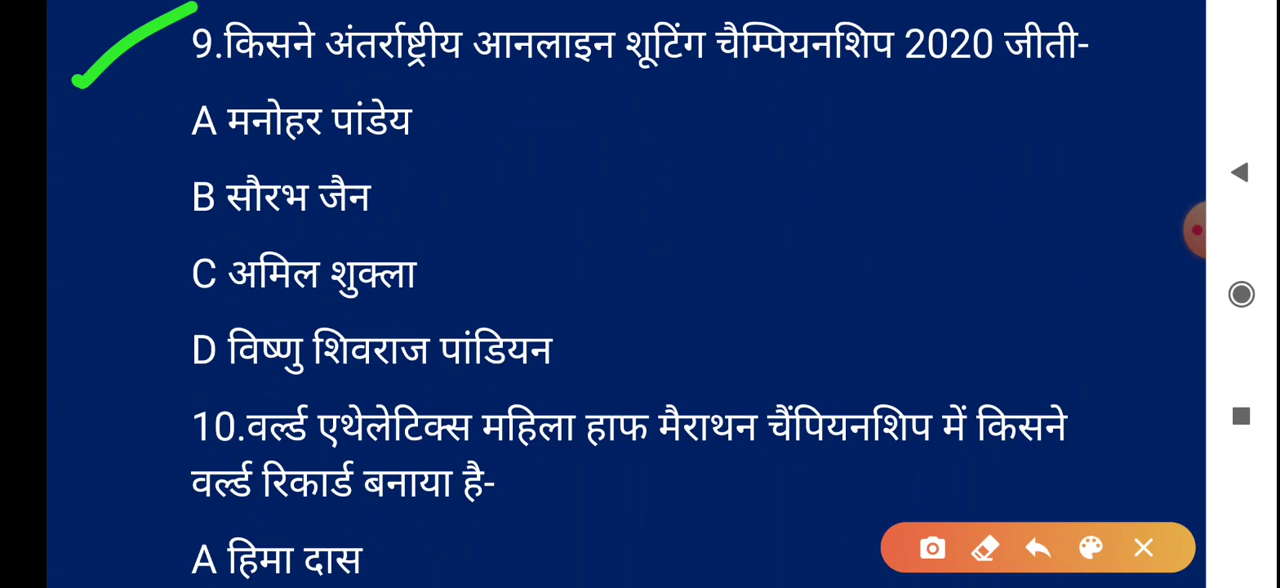 9.किसने अंतर्राष्ट्रीय आनलाइन शूटिंग चैम्पियनशिप 2020 जीती-
A मनोहर पांडेय
B सौरभ जैन
C अमिल शुक्ला
D विष्णु शिवराज पांडियन
10.वर्ल्ड एथेलेटिक्स महिला हाफ मैराथन चैंपियनशिप में किसने
वर्ल्ड रिकार्ड बनाया है-
A हिमा दास